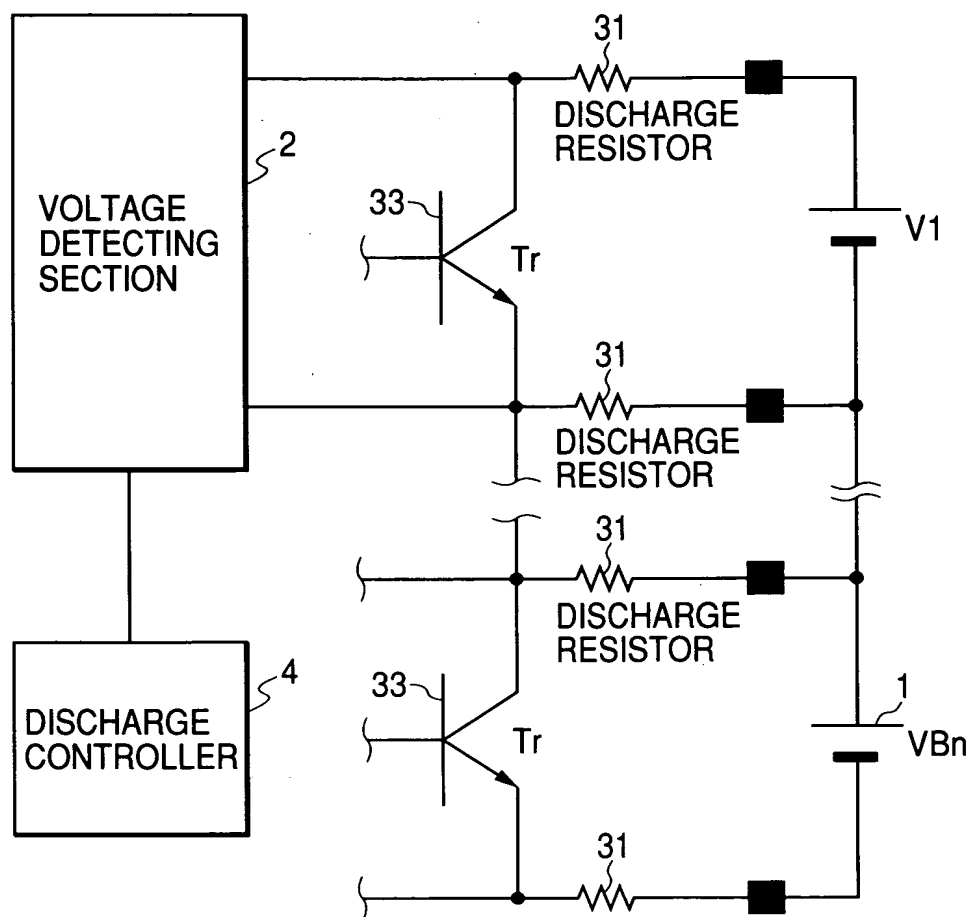 31
DISCHARGE
RESISTOR
2
VOLTAGE
DETECTING
SECTION
33
Tr
V1
31
DISCHARGE
RESISTOR
31
DISCHARGE
RESISTOR
4
DISCHARGE
CONTROLLER
33
Tr
1
VBn
31